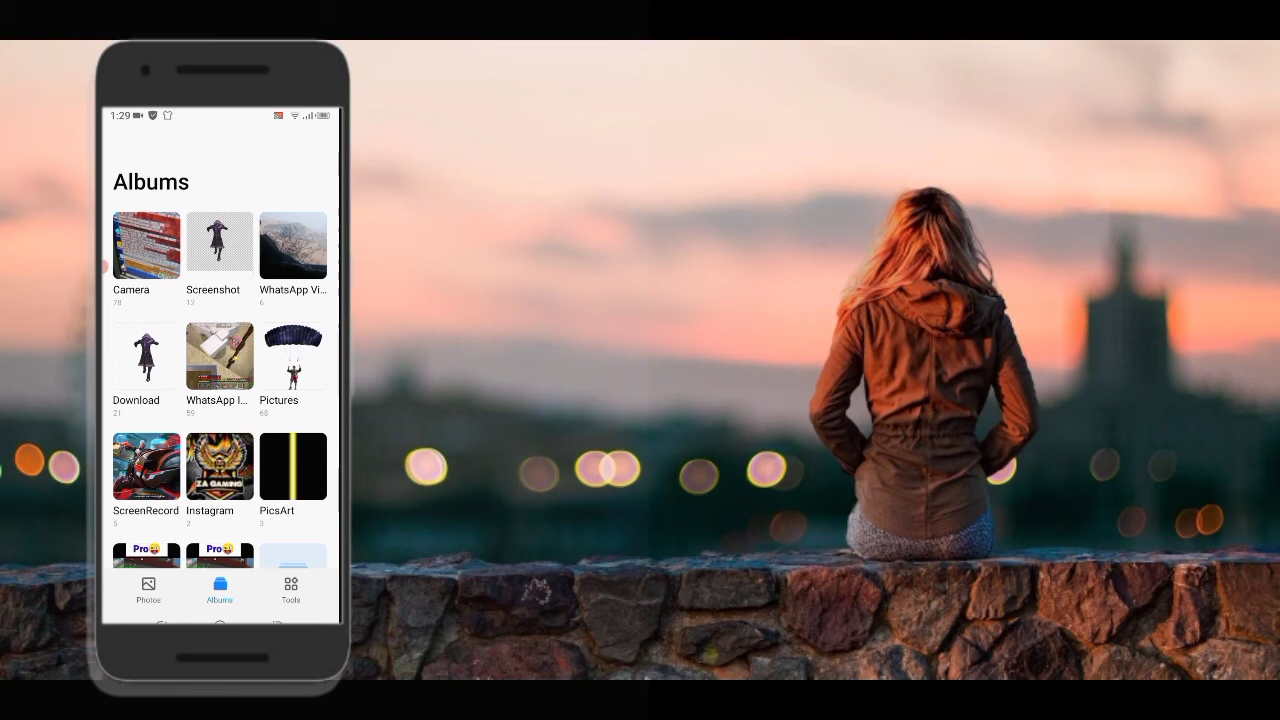 1:29
Albums
Camera Screenshot WhatsApp Vi...
78 12 6
Download WhatsApp I... Pictures
21 59 68
ZA GAMING
ScreenRecord Instagram PicsArt
5 2 3
Pro Pro
Photos Albums Tools